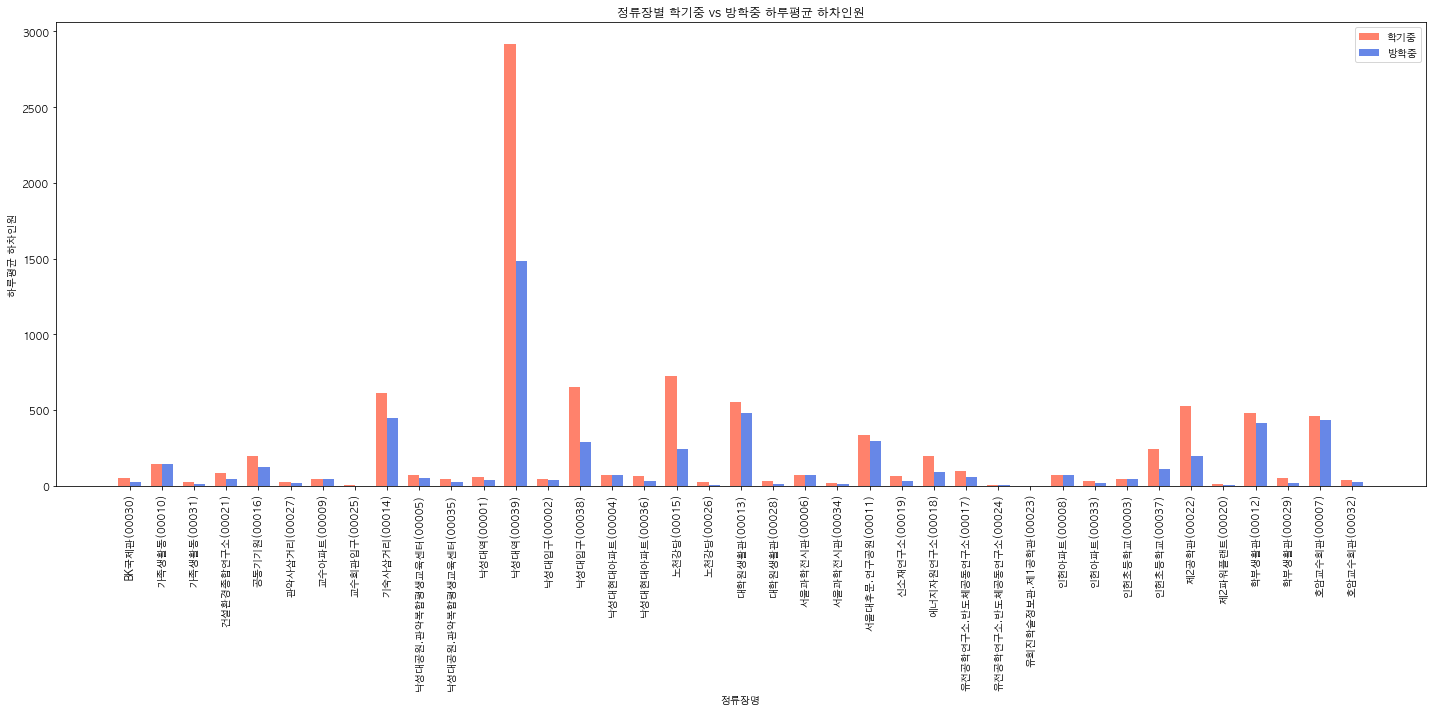 정류장별 학기중 vs 방학중 하루평균 하차인원
학기중
방학중
하루평균 하차인원
3000
2500
2000
1500
1000
500
0
BK국제관(00030)
가족생활동(00010)
가족생활동(00031)
건설환경종합연구소(00021)
공동기기원(00016)
관악사삼거리(00027)
교수아파트(00009)
교수회관입구(00025)
기숙사삼거리(00014)
낙성대공원.관악복합평생교육센터(00005)
낙성대공원.관악복합평생교육센터(00035)
낙성대역(00001)
낙성대역(00039)
낙성대입구(00002)
낙성대입구(00038)
낙성대현대아파트(00004)
낙성대현대아파트(00036)
노천강당(00015)
노천강당(00026)
대학원생활관(00013)
대학원생활관(00028)
서울과학전시관(00006)
서울과학전시관(00034)
서울대후문.연구공원(00011)
신소재연구소(00019)
에너지자원연구소(00018)
유전공학연구소.반도체공동연구소(00017)
유전공학연구소.반도체공동연구소(00024)
유회진학술정보관.제1공학관(00023)
인헌아파트(00008)
인헌아파트(00033)
인헌초등학교(00003)
인헌초등학교(00037)
제2공학관(00022)
제2파워플랜트(00020)
학부생활관(00012)
학부생활관(00029)
호암교수회관(00007)
호암교수회관(00032)
정류장명